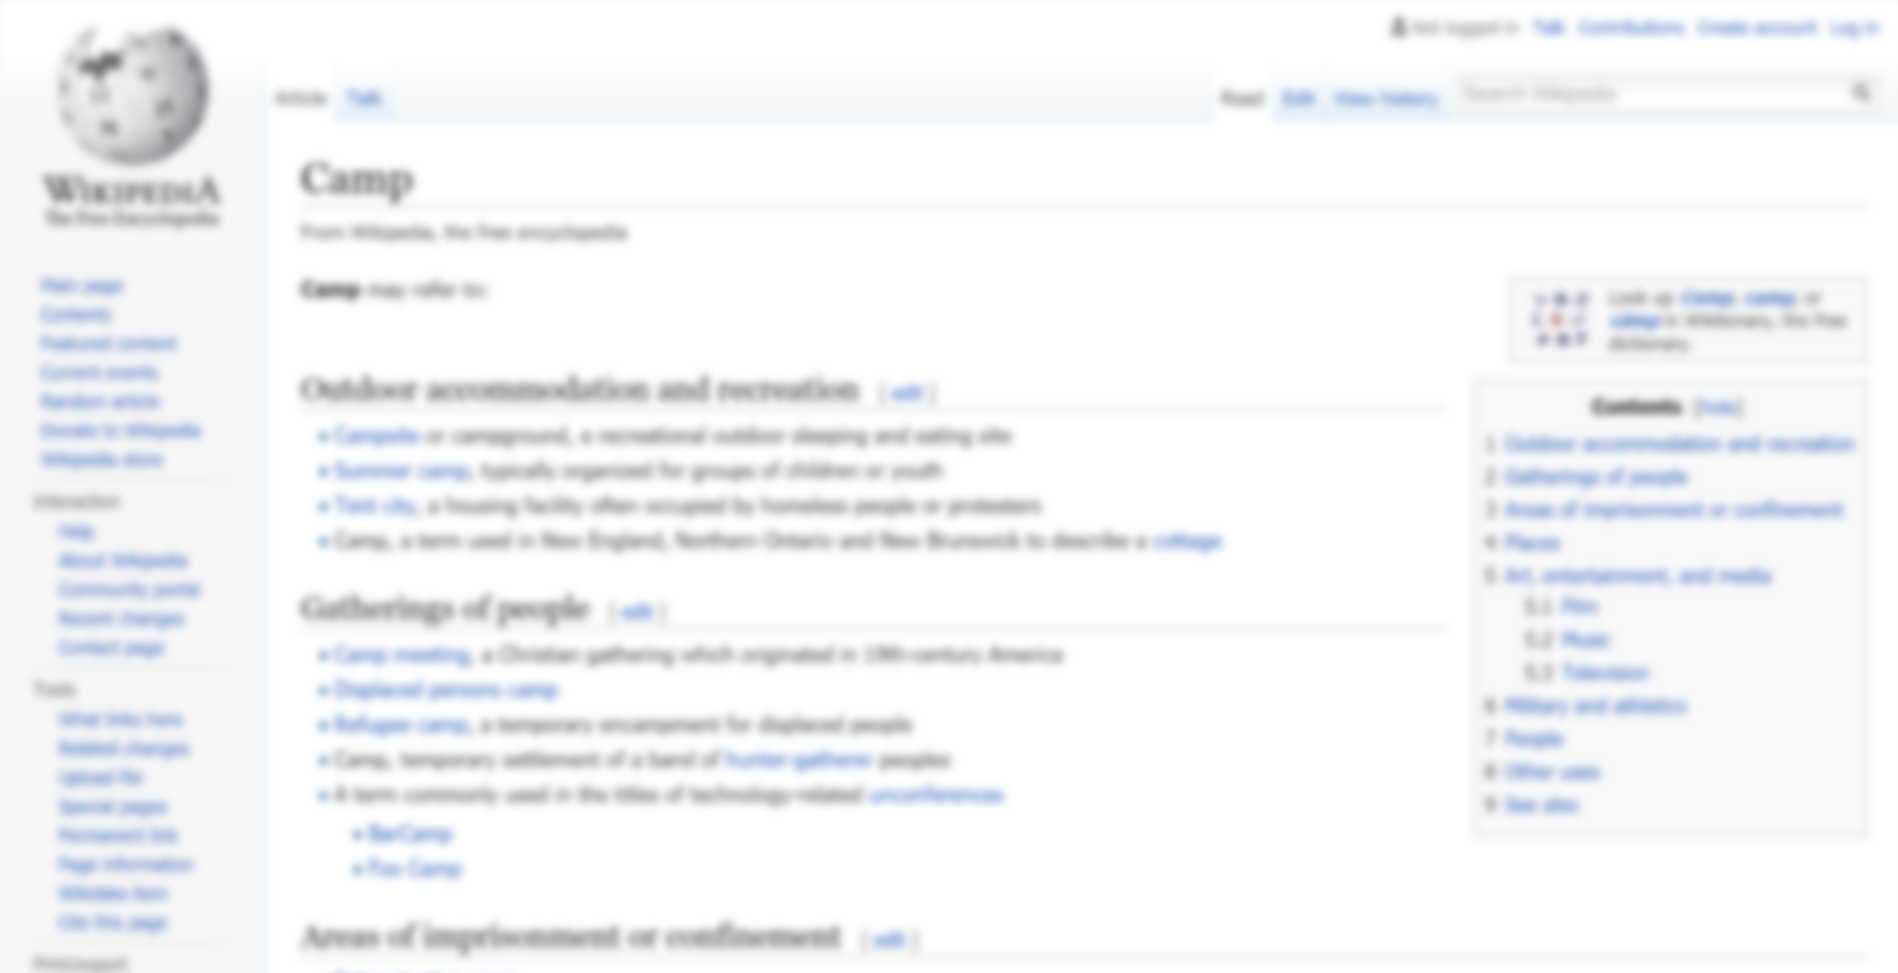 Not logged in Talk Contributions Create account Log in
Article Talk Read Edit View history Search Wikipedia
WIKIPEDIA
The Free Encyclopedia
Main page
Contents
Featured content
Current events
Random article
Donate to Wikipedia
Wikipedia store
Interaction
Help
About Wikipedia
Community portal
Recent changes
Contact page
Tools
What links here
Related changes
Upload file
Special pages
Permanent link
Page information
Wikidata item
Cite this page
Print/export
Camp
From Wikipedia, the free encyclopedia
Camp may refer to:
Look up Camp, camp, or
camp in Wiktionary, the free
dictionary.
Outdoor accommodation and recreation [ edit ]
• Campsite or campground, a recreational outdoor sleeping and eating site
• Summer camp, typically organized for groups of children or youth
• Tent city, a housing facility often occupied by homeless people or protesters
• Camp, a term used in New England, Northern Ontario and New Brunswick to describe a cottage
Gatherings of people [ edit ]
• Camp meeting, a Christian gathering which originated in 19th-century America
• Displaced persons camp
• Refugee camp, a temporary encampment for displaced people
• Camp, temporary settlement of a band of hunter-gatherer peoples
• A term commonly used in the titles of technology-related unconferences
• BarCamp
• Foo Camp
Areas of imprisonment or confinement [ edit ]
Contents [hide]
1 Outdoor accommodation and recreation
2 Gatherings of people
3 Areas of imprisonment or confinement
4 Places
5 Art, entertainment, and media
5.1 Film
5.2 Music
5.3 Television
6 Military and athletics
7 People
8 Other uses
9 See also